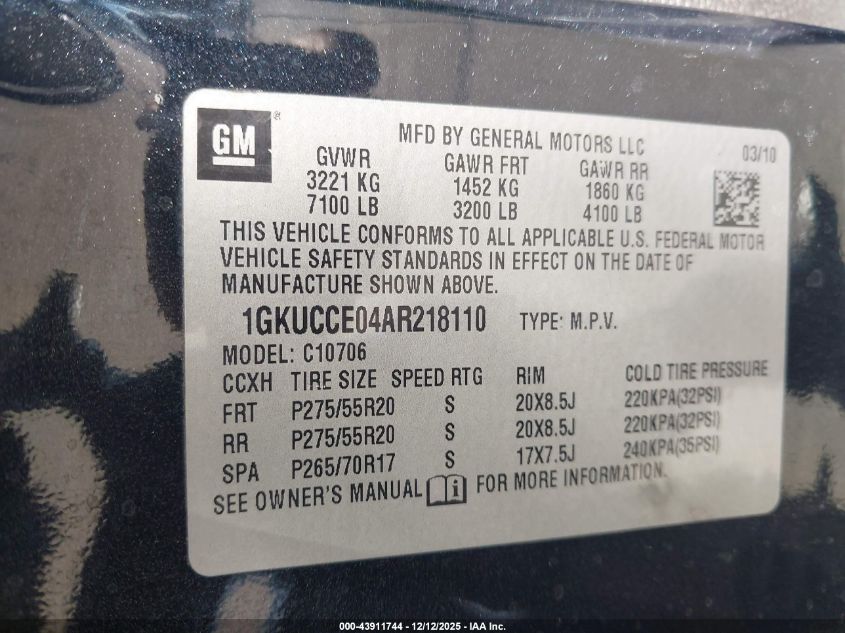 GM
MFD BY GENERAL MOTORS LLC
03/10
GVWR GAWR FRT GAWR RR
3221 KG 1452 KG 1860 KG
7100 LB 3200 LB 4100 LB
THIS VEHICLE CONFORMS TO ALL APPLICABLE U.S. FEDERAL MOTOR
VEHICLE SAFETY STANDARDS IN EFFECT ON THE DATE OF
MANUFACTURE SHOWN ABOVE.
1GKUCCE04AR218110 TYPE: M.P.V.
MODEL: C10706
CCXH TIRE SIZE SPEED RTG RIM COLD TIRE PRESSURE
FRT P275/55R20 S 20X8.5J 220KPA(32PSI)
RR P275/55R20 S 20X8.5J 220KPA(32PSI)
SPA P265/70R17 S 17X7.5J 240KPA(35PSI)
SEE OWNER'S MANUAL i FOR MORE INFORMATION.
000-43911744 - 12/12/2025 - IAA Inc.